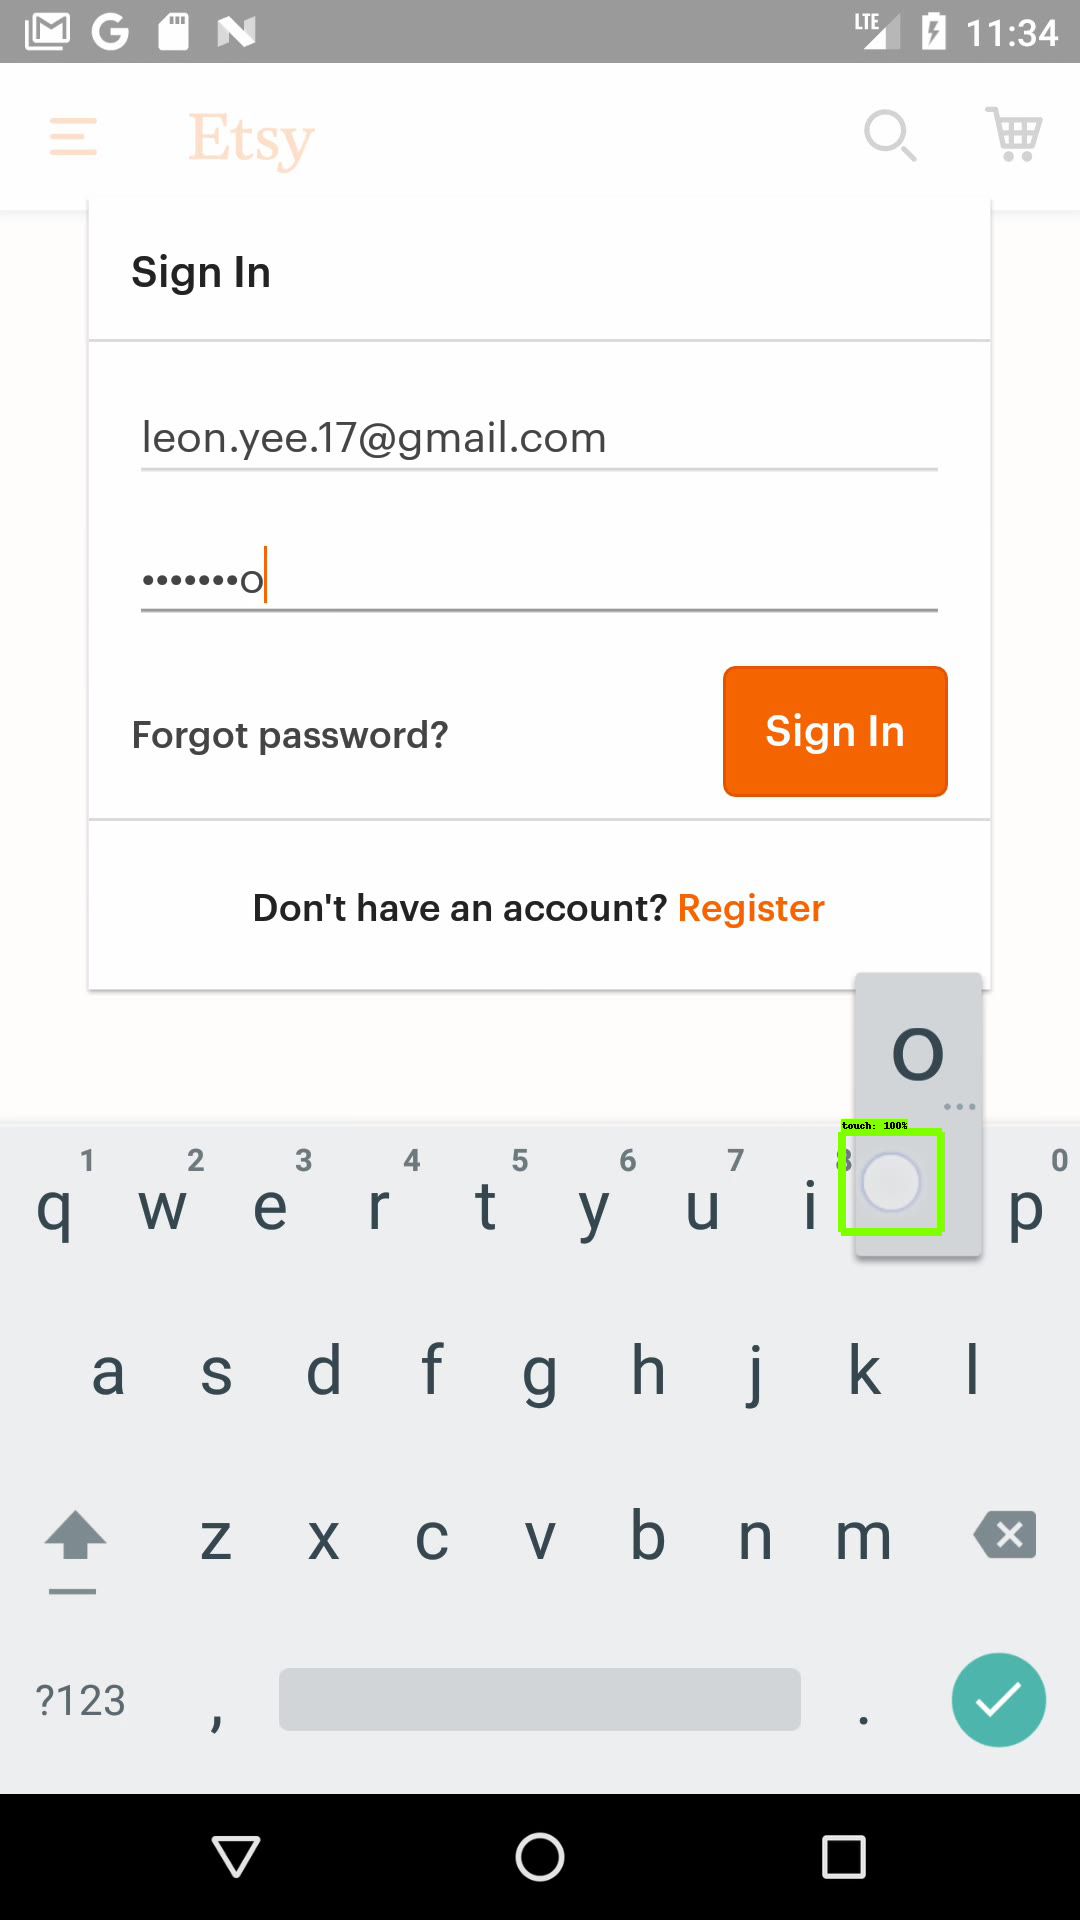 LTE 11:34
Etsy
Sign In
leon.yee.17@gmail.com
•••••••o
Forgot password? Sign In
Don't have an account? Register
o
...
touch: 100%
1 2 3 4 5 6 7 8 0
q w e r t y u i p
a s d f g h j k l
z x c v b n m
?123 , .